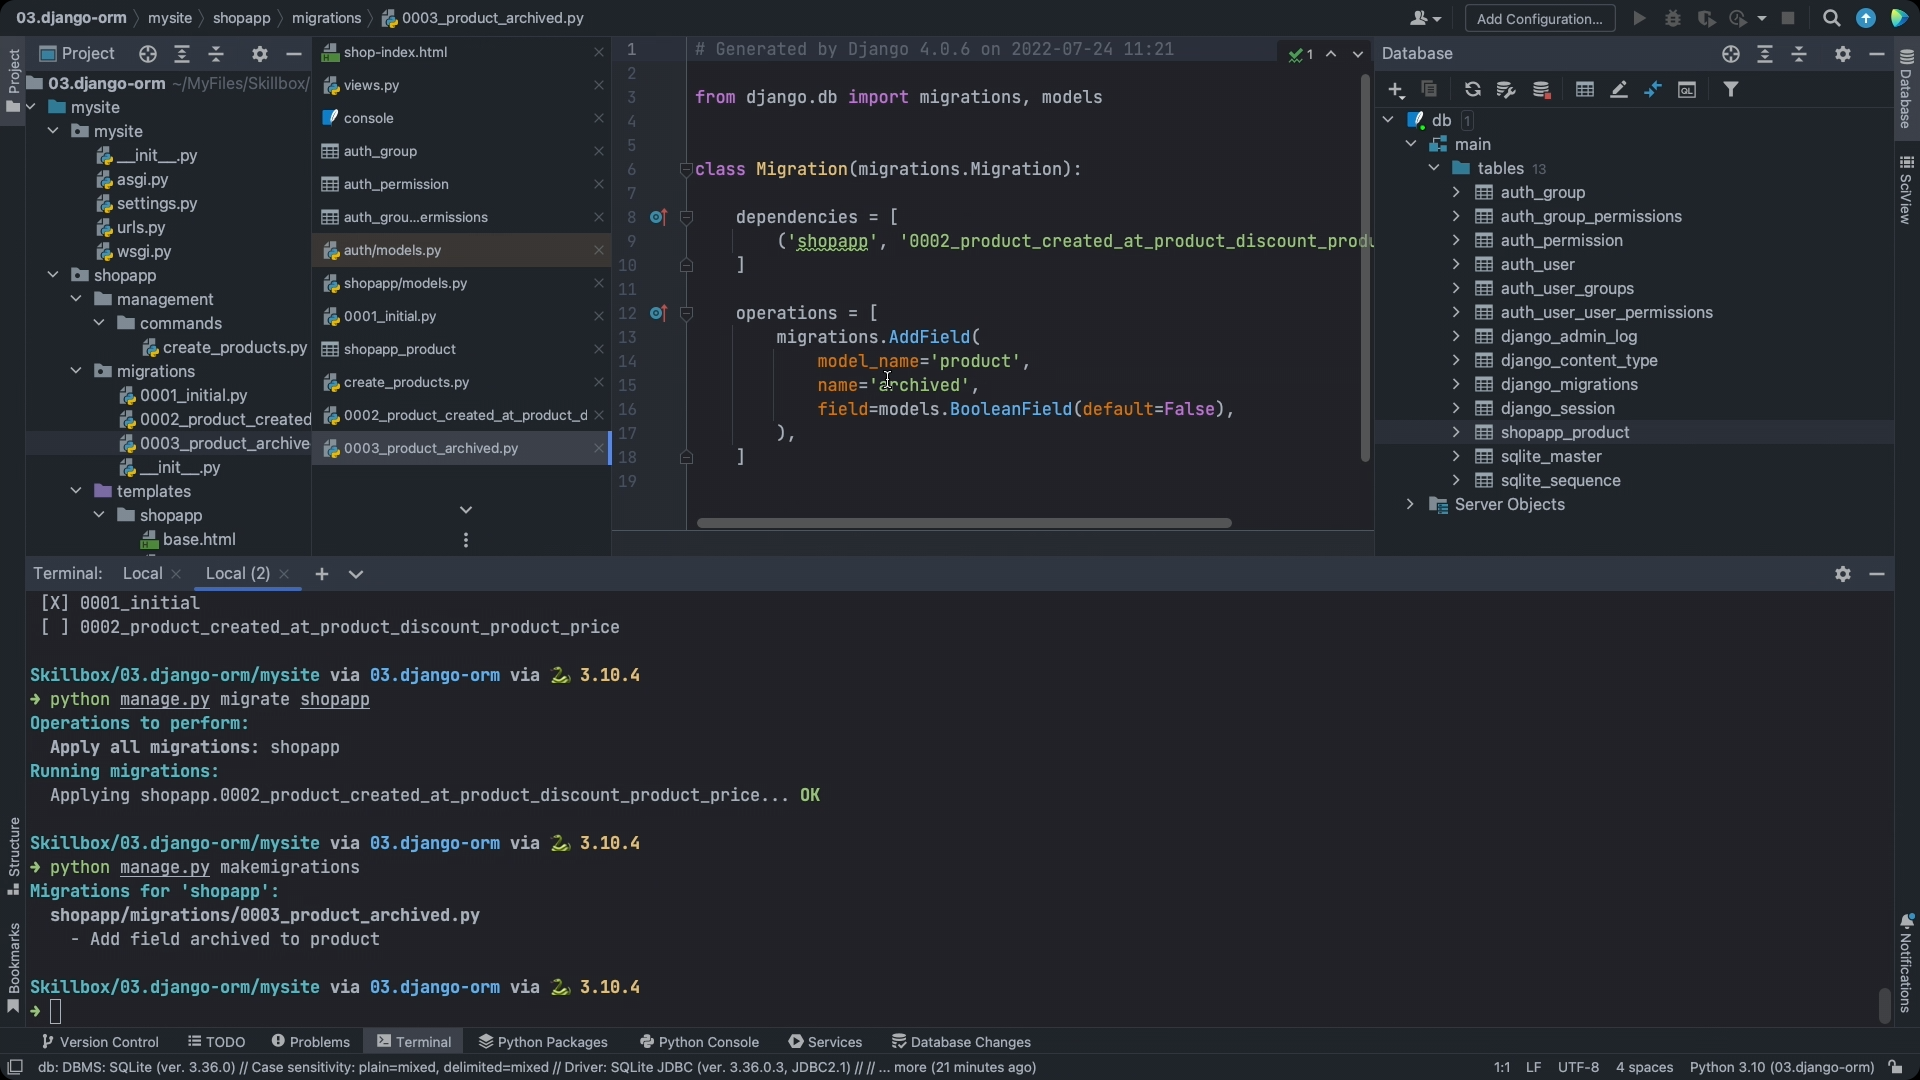 03.django-orm mysite shopapp migrations 0003_product_archived.py
Add Configuration...
Project
03.django-orm ~/MyFiles/Skillbox/
mysite
mysite
__init__.py
asgi.py
settings.py
urls.py
wsgi.py
shopapp
management
commands
create_products.py
migrations
0001_initial.py
0002_product_created
0003_product_archive
__init__.py
templates
shopapp
base.html
shop-index.html
views.py
console
auth_group
auth_permission
auth_grou...ermissions
auth/models.py
shopapp/models.py
0001_initial.py
shopapp_product
create_products.py
0002_product_created_at_product_d
0003_product_archived.py
1 # Generated by Django 4.0.6 on 2022-07-24 11:21
2
3 from django.db import migrations, models
4
5
6 class Migration(migrations.Migration):
7
8 dependencies = [
9 ('shopapp', '0002_product_created_at_product_discount_produ
10 ]
11
12 operations = [
13 migrations.AddField(
14 model_name='product',
15 name='archived',
16 field=models.BooleanField(default=False),
17 ),
18 ]
19
1
Database
db 1
main
tables 13
auth_group
auth_group_permissions
auth_permission
auth_user
auth_user_groups
auth_user_user_permissions
django_admin_log
django_content_type
django_migrations
django_session
shopapp_product
sqlite_master
sqlite_sequence
Server Objects
Project
Structure
Bookmarks
Database
SciView
Notifications
Terminal: Local Local (2)
[X] 0001_initial
[ ] 0002_product_created_at_product_discount_product_price
Skillbox/03.django-orm/mysite via 03.django-orm via 🐍 3.10.4
→ python manage.py migrate shopapp
Operations to perform:
Apply all migrations: shopapp
Running migrations:
Applying shopapp.0002_product_created_at_product_discount_product_price... OK
Skillbox/03.django-orm/mysite via 03.django-orm via 🐍 3.10.4
→ python manage.py makemigrations
Migrations for 'shopapp':
shopapp/migrations/0003_product_archived.py
- Add field archived to product
Skillbox/03.django-orm/mysite via 03.django-orm via 🐍 3.10.4
→
Version Control TODO Problems Terminal Python Packages Python Console Services Database Changes
db: DBMS: SQLite (ver. 3.36.0) // Case sensitivity: plain=mixed, delimited=mixed // Driver: SQLite JDBC (ver. 3.36.0.3, JDBC2.1) // // ... more (21 minutes ago) 1:1 LF UTF-8 4 spaces Python 3.10 (03.django-orm)